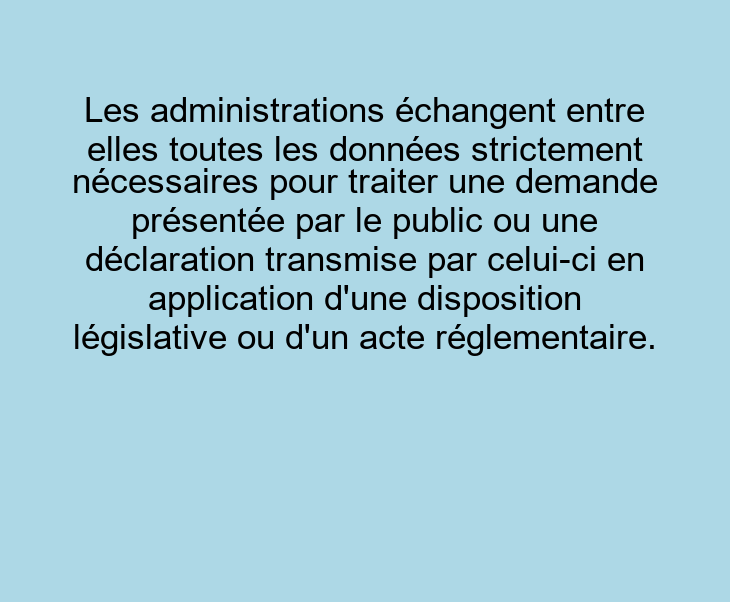 Les administrations échangent entre
elles toutes les données strictement
nécessaires pour traiter une demande
présentée par le public ou une
déclaration transmise par celui-ci en
application d'une disposition
législative ou d'un acte réglementaire.